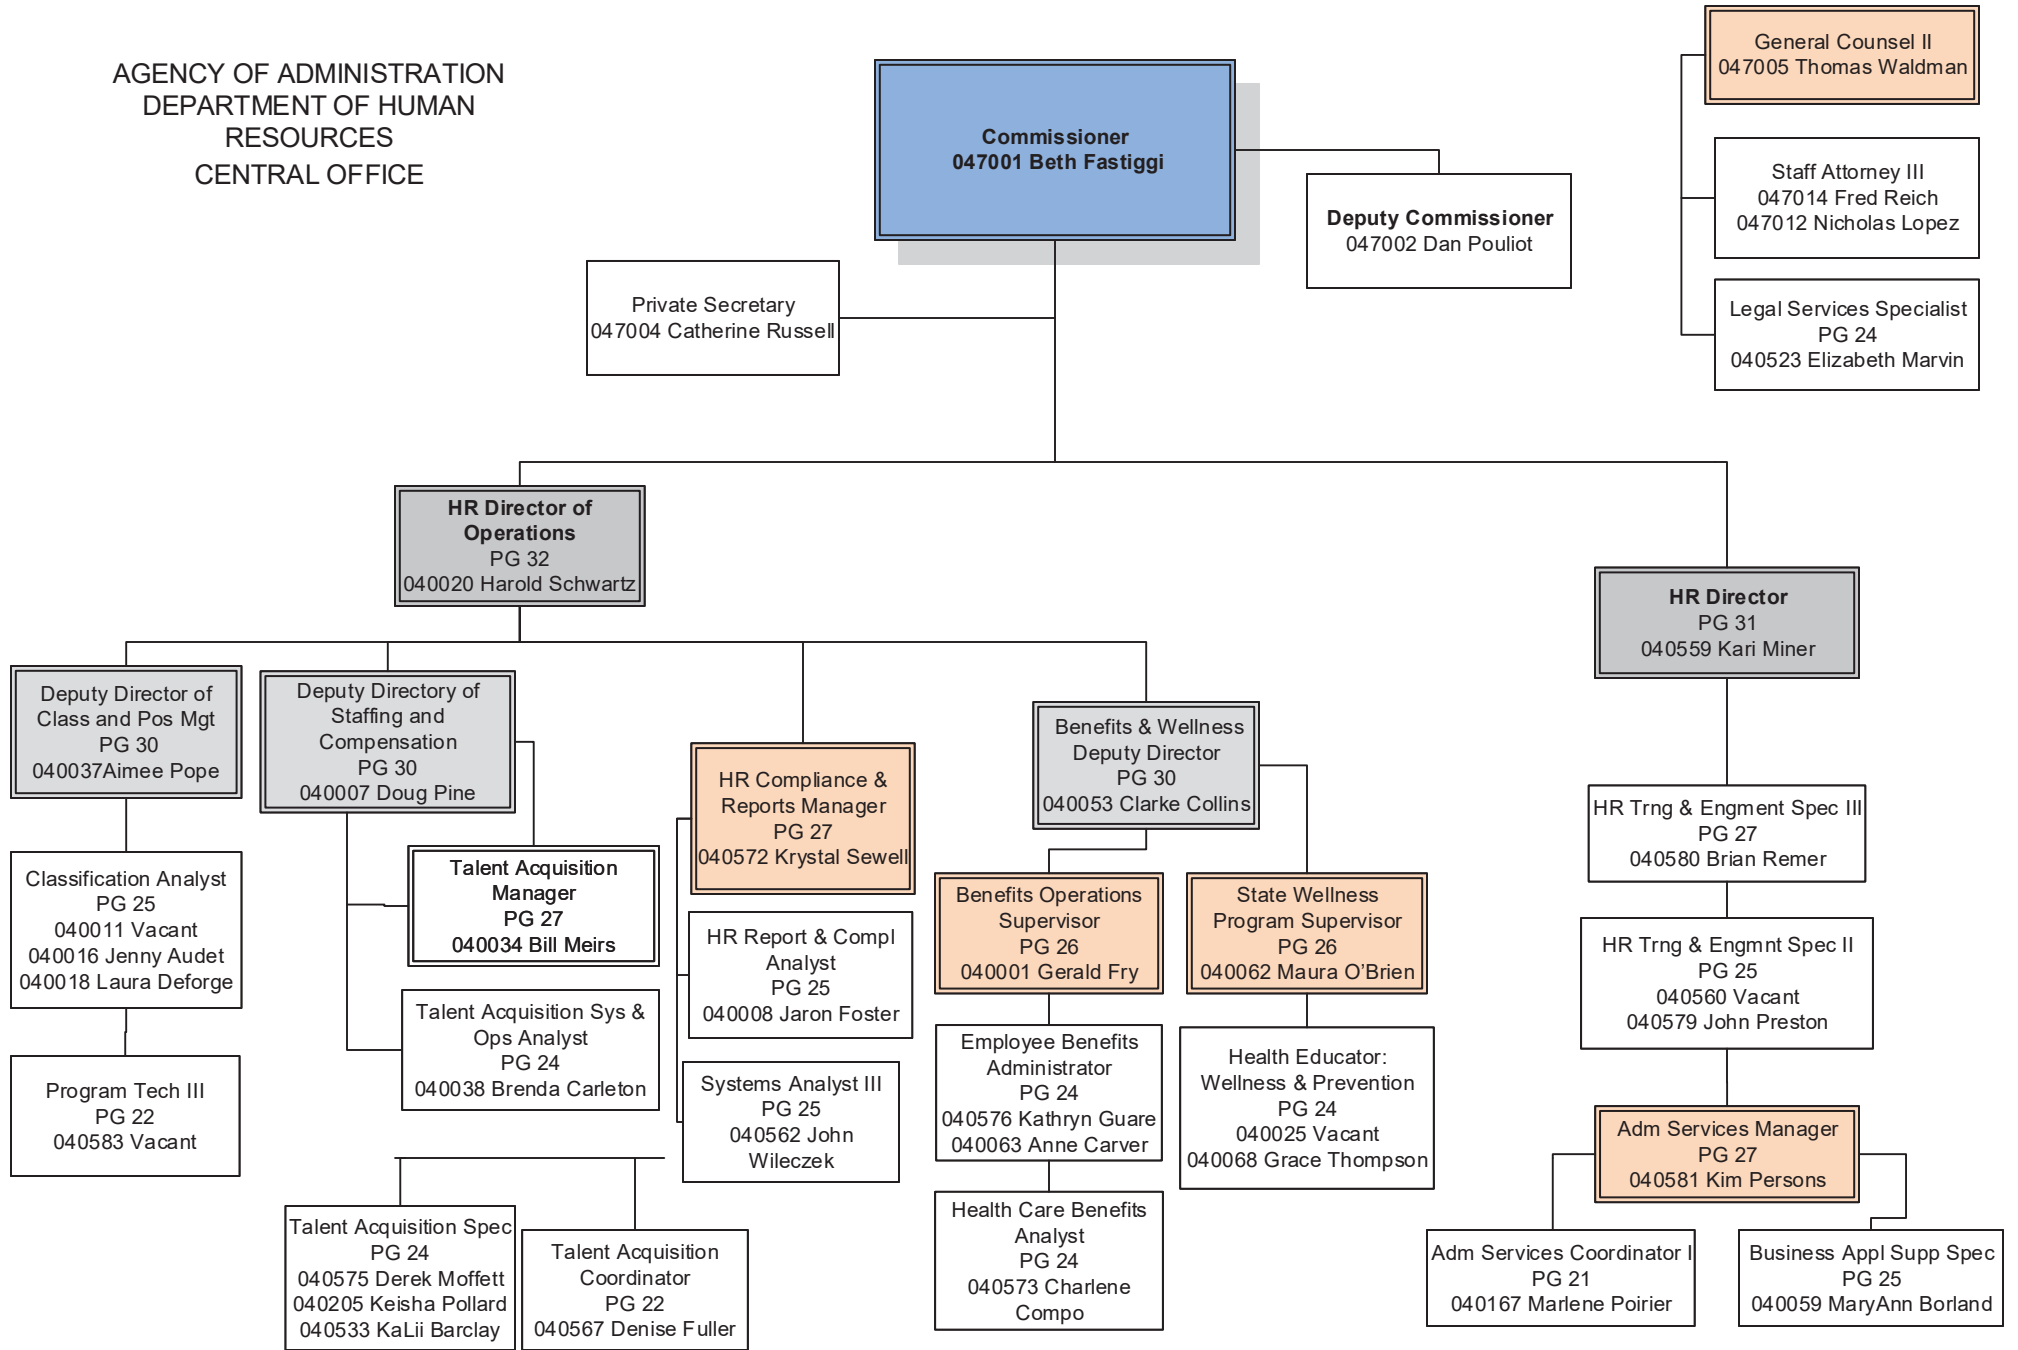 AGENCY OF ADMINISTRATION
DEPARTMENT OF HUMAN
RESOURCES
CENTRAL OFFICE
Commissioner
047001 Beth Fastiggi
Deputy Commissioner
047002 Dan Pouliot
General Counsel II
047005 Thomas Waldman
Staff Attorney III
047014 Fred Reich
047012 Nicholas Lopez
Legal Services Specialist
PG 24
040523 Elizabeth Marvin
Private Secretary
047004 Catherine Russell
HR Director of
Operations
PG 32
040020 Harold Schwartz
HR Director
PG 31
040559 Kari Miner
Deputy Director of
Class and Pos Mgt
PG 30
040037Aimee Pope
Classification Analyst
PG 25
040011 Vacant
040016 Jenny Audet
040018 Laura Deforge
Program Tech III
PG 22
040583 Vacant
Deputy Directory of
Staffing and
Compensation
PG 30
040007 Doug Pine
Talent Acquisition
Manager
PG 27
040034 Bill Meirs
Talent Acquisition Sys &
Ops Analyst
PG 24
040038 Brenda Carleton
Talent Acquisition Spec
PG 24
040575 Derek Moffett
040205 Keisha Pollard
040533 KaLii Barclay
Talent Acquisition
Coordinator
PG 22
040567 Denise Fuller
HR Compliance &
Reports Manager
PG 27
040572 Krystal Sewell
HR Report & Compl
Analyst
PG 25
040008 Jaron Foster
Systems Analyst III
PG 25
040562 John
Wileczek
Benefits & Wellness
Deputy Director
PG 30
040053 Clarke Collins
Benefits Operations
Supervisor
PG 26
040001 Gerald Fry
Employee Benefits
Administrator
PG 24
040576 Kathryn Guare
040063 Anne Carver
Health Care Benefits
Analyst
PG 24
040573 Charlene
Compo
State Wellness
Program Supervisor
PG 26
040062 Maura O’Brien
Health Educator:
Wellness & Prevention
PG 24
040025 Vacant
040068 Grace Thompson
HR Trng & Engment Spec III
PG 27
040580 Brian Remer
HR Trng & Engmnt Spec II
PG 25
040560 Vacant
040579 John Preston
Adm Services Manager
PG 27
040581 Kim Persons
Adm Services Coordinator I
PG 21
040167 Marlene Poirier
Business Appl Supp Spec
PG 25
040059 MaryAnn Borland